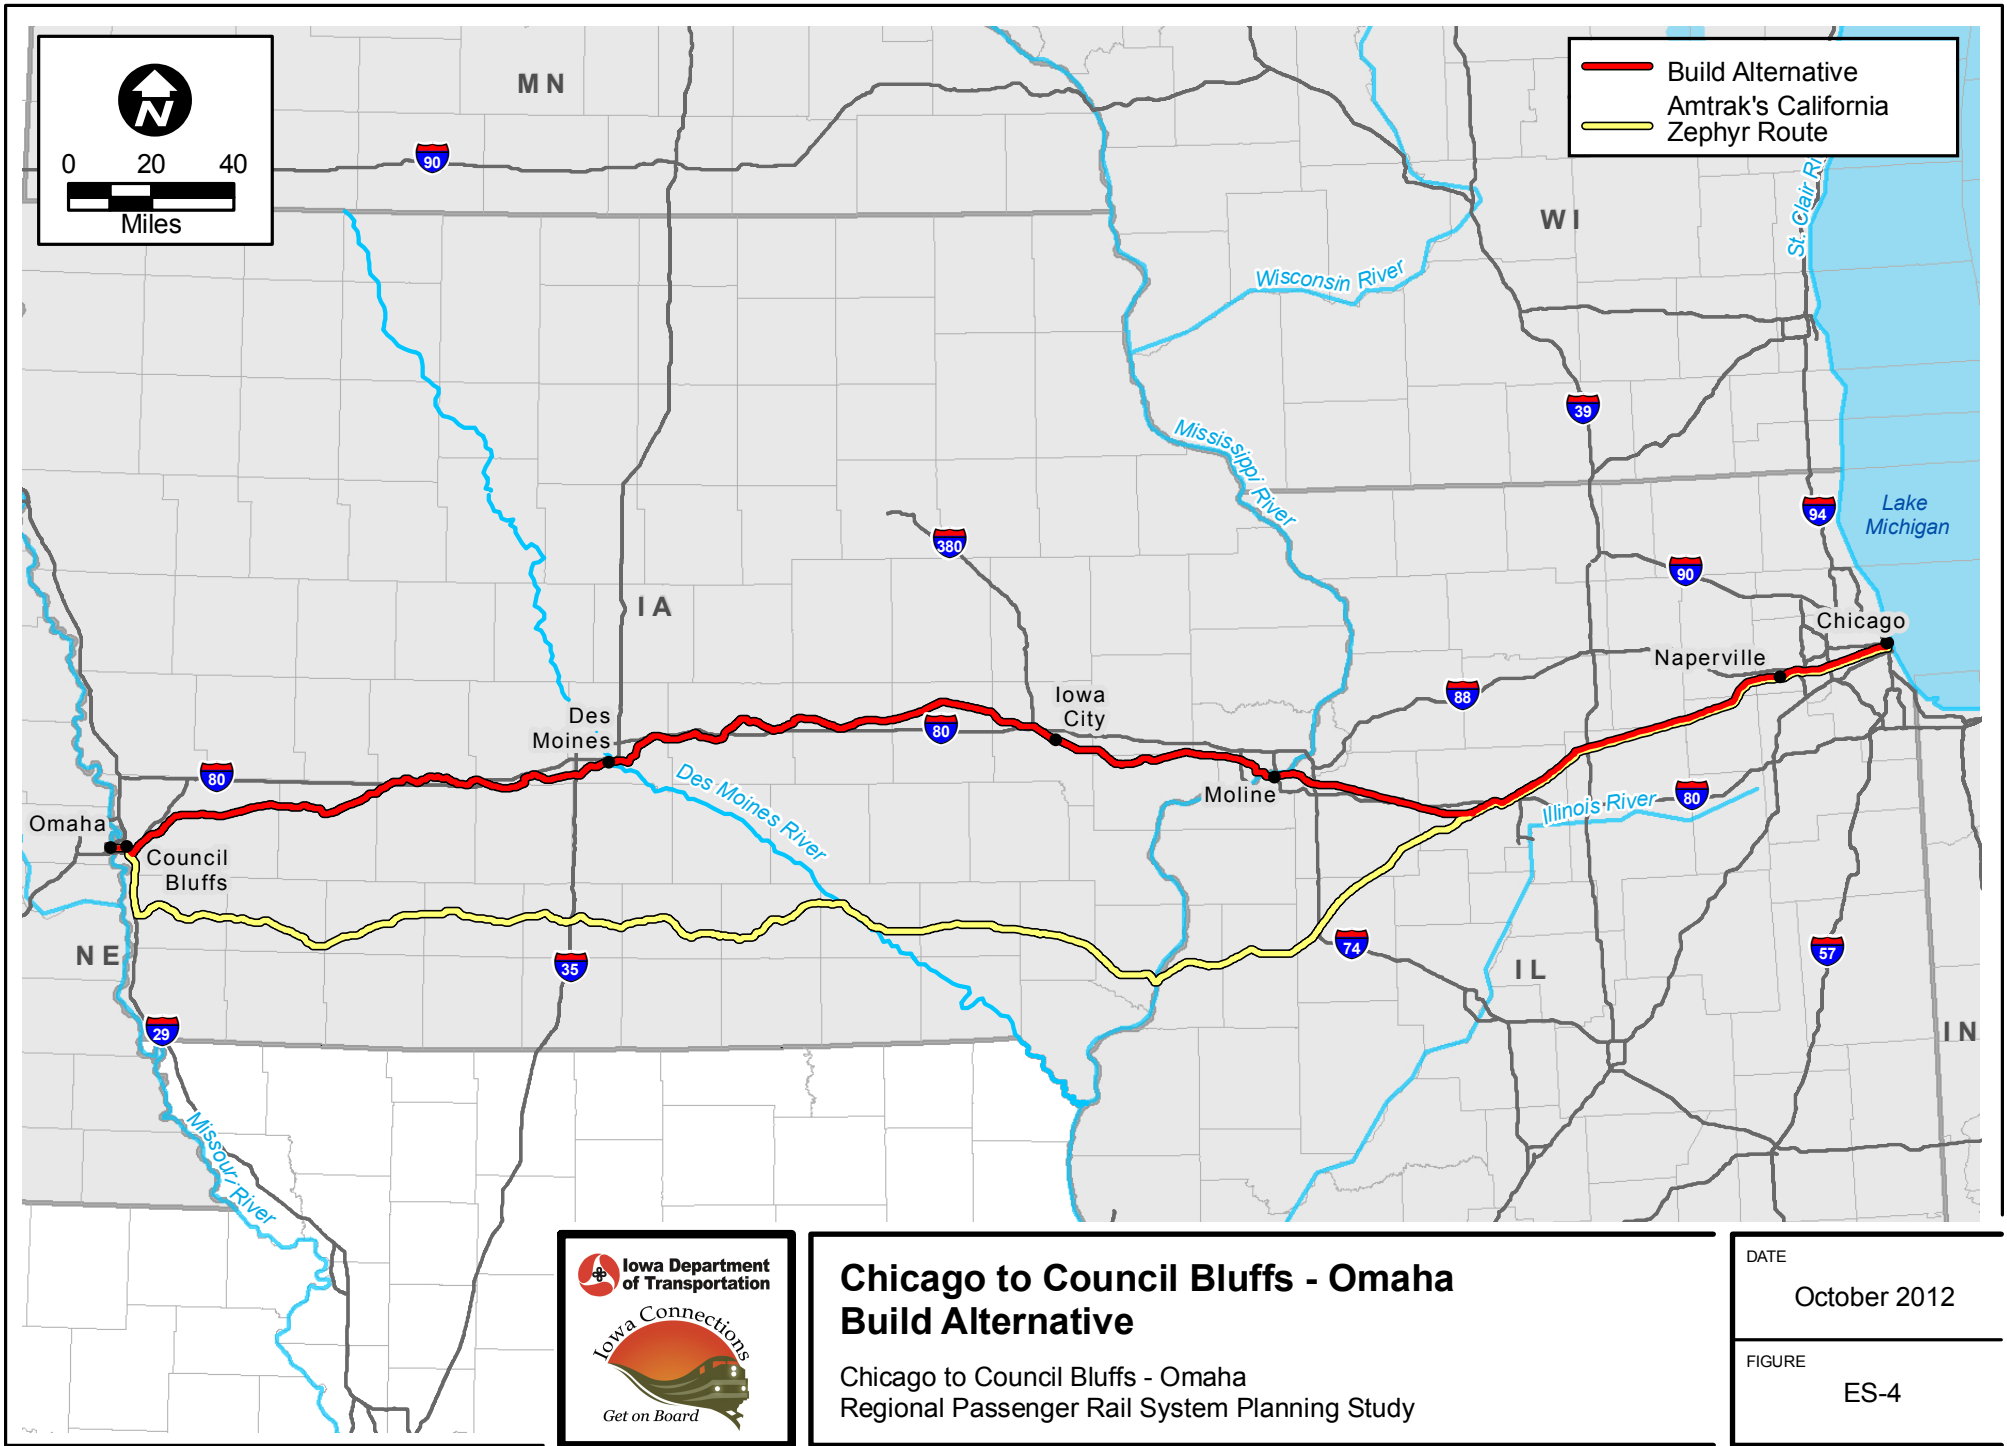 MN
Build Alternative
Amtrak's California
Zephyr Route
N
0 20 40
Miles
90
St. Clair Ri
WI
Wisconsin River
39
Mississippi River
94
Lake
Michigan
380
90
IA
Chicago
Naperville
88
Iowa
City
Des
Moines
80
80
Moline
Des Moines River
Illinois River
80
Omaha
Council
Bluffs
NE
35
74
57
IL
IN
29
Missouri River
Iowa Department
of Transportation
Iowa Connections
Get on Board
Chicago to Council Bluffs - Omaha
Build Alternative
Chicago to Council Bluffs - Omaha
Regional Passenger Rail System Planning Study
DATE
October 2012
FIGURE
ES-4